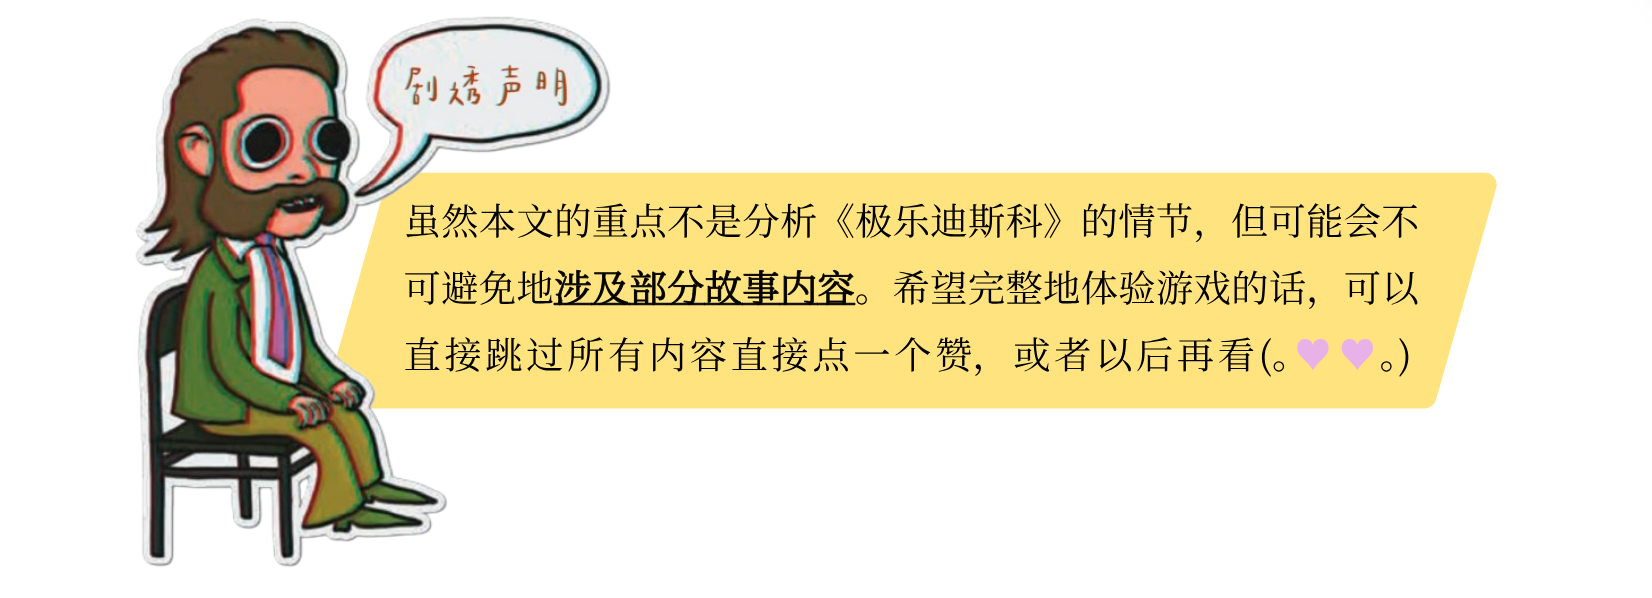 剧透声明
虽然本文的重点不是分析《极乐迪斯科》的情节，但可能会不
可避免地涉及部分故事内容。希望完整地体验游戏的话，可以
直接跳过所有内容直接点一个赞，或者以后再看(。♥ ♥ 。)